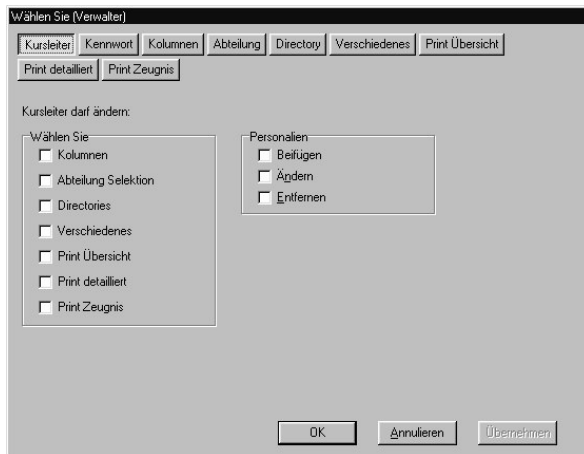 Wählen Sie (Verwalter)
Kursleiter Kennwort Kolumnen Abteilung Directory Verschiedenes Print Übersicht
Print detailliert Print Zeugnis
Kursleiter darf ändern:
Wählen Sie
Kolumnen
Abteilung Selektion
Directories
Verschiedenes
Print Übersicht
Print detailliert
Print Zeugnis
Personalien
Beifügen
Ändern
Entfernen
OK Annulieren Übernehmen